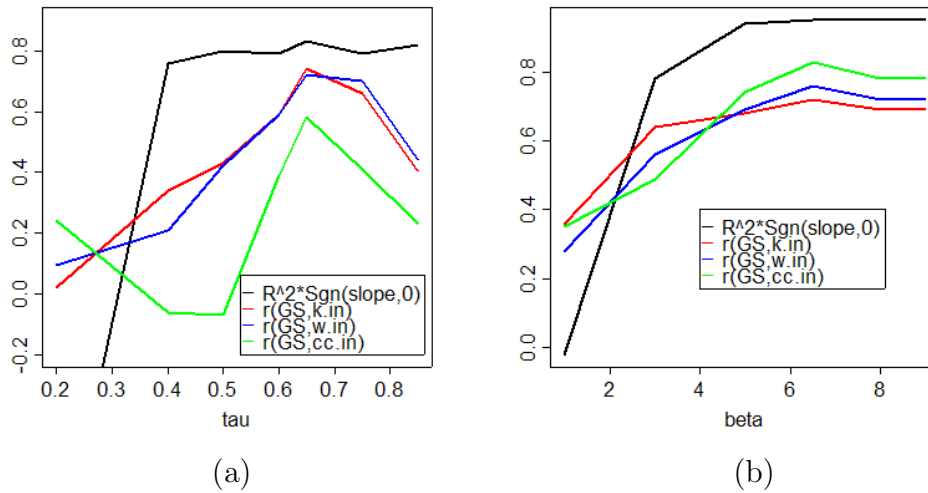 0.8
0.6
0.4
0.2
0.0
-0.2
R^2*Sgn(slope,0)
r(GS,k.in)
r(GS,w.in)
r(GS,cc.in)
0.2 0.3 0.4 0.5 0.6 0.7 0.8
tau
(a)
0.8
0.6
0.4
0.2
0.0
R^2*Sgn(slope,0)
r(GS,k.in)
r(GS,w.in)
r(GS,cc.in)
2 4 6 8
beta
(b)